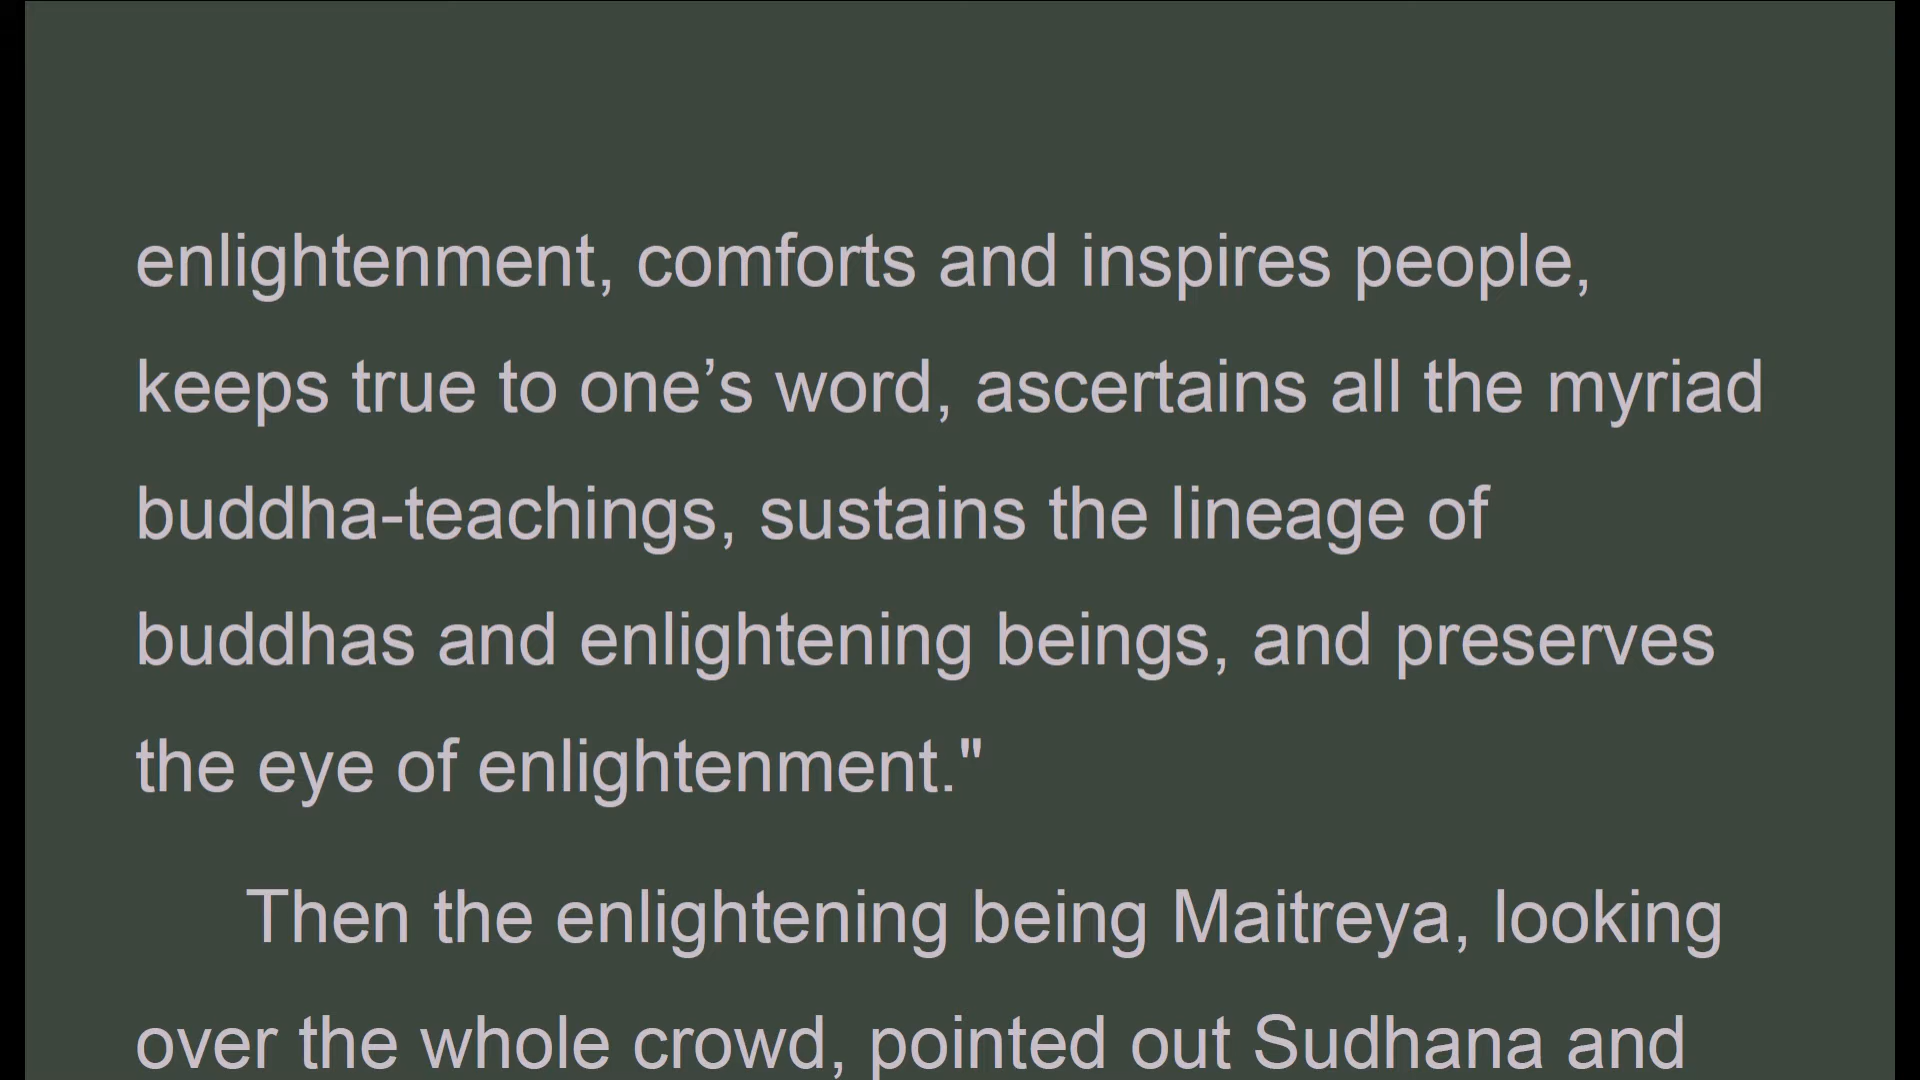 enlightenment, comforts and inspires people,
keeps true to one’s word, ascertains all the myriad
buddha-teachings, sustains the lineage of
buddhas and enlightening beings, and preserves
the eye of enlightenment."
Then the enlightening being Maitreya, looking
over the whole crowd, pointed out Sudhana and